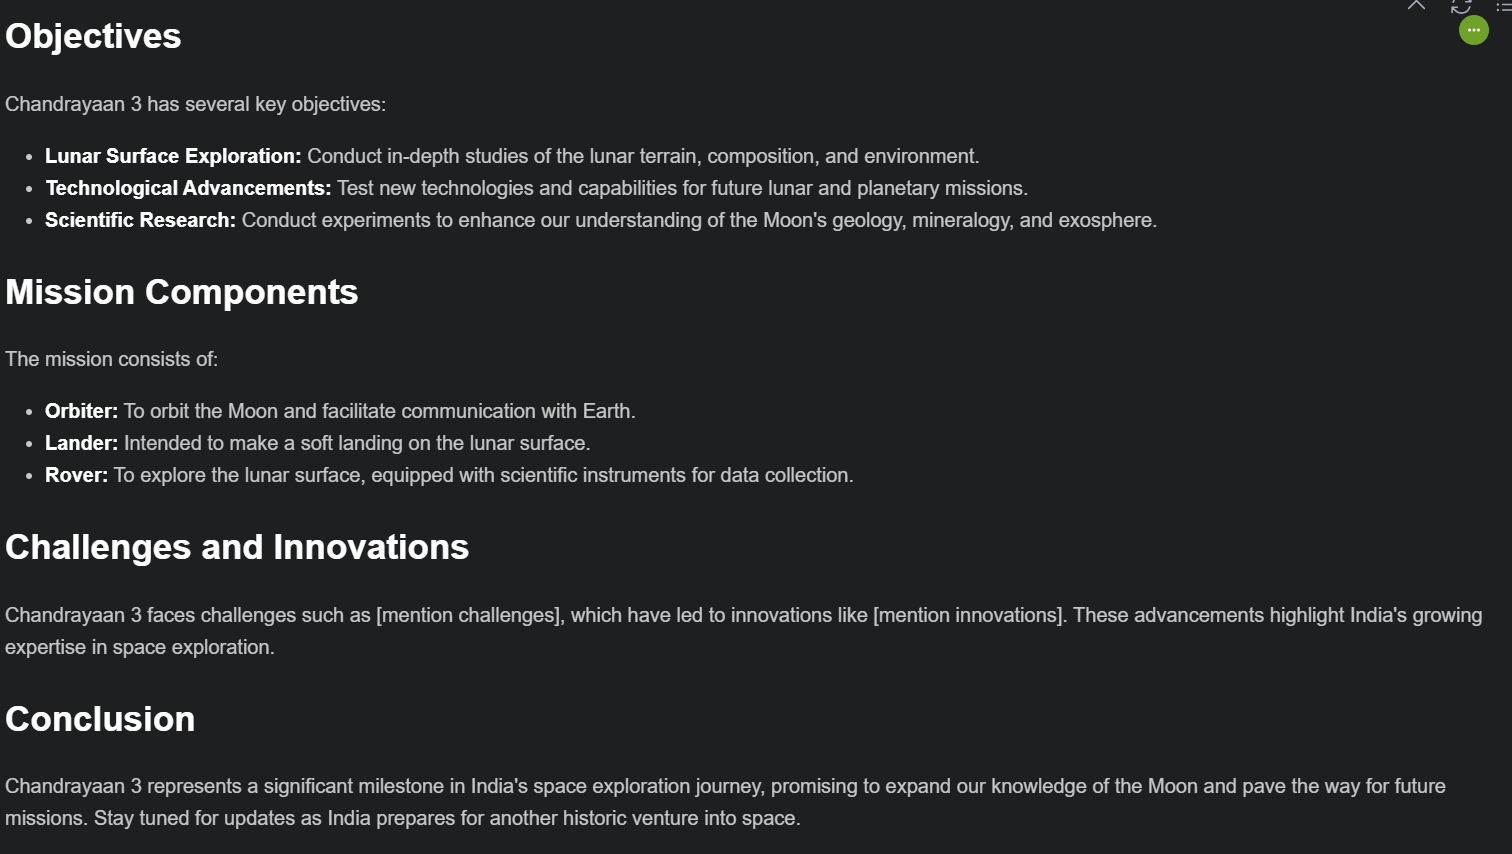 Objectives
Chandrayaan 3 has several key objectives:
• Lunar Surface Exploration: Conduct in-depth studies of the lunar terrain, composition, and environment.
• Technological Advancements: Test new technologies and capabilities for future lunar and planetary missions.
• Scientific Research: Conduct experiments to enhance our understanding of the Moon's geology, mineralogy, and exosphere.
Mission Components
The mission consists of:
• Orbiter: To orbit the Moon and facilitate communication with Earth.
• Lander: Intended to make a soft landing on the lunar surface.
• Rover: To explore the lunar surface, equipped with scientific instruments for data collection.
Challenges and Innovations
Chandrayaan 3 faces challenges such as [mention challenges], which have led to innovations like [mention innovations]. These advancements highlight India's growing
expertise in space exploration.
Conclusion
Chandrayaan 3 represents a significant milestone in India's space exploration journey, promising to expand our knowledge of the Moon and pave the way for future
missions. Stay tuned for updates as India prepares for another historic venture into space.